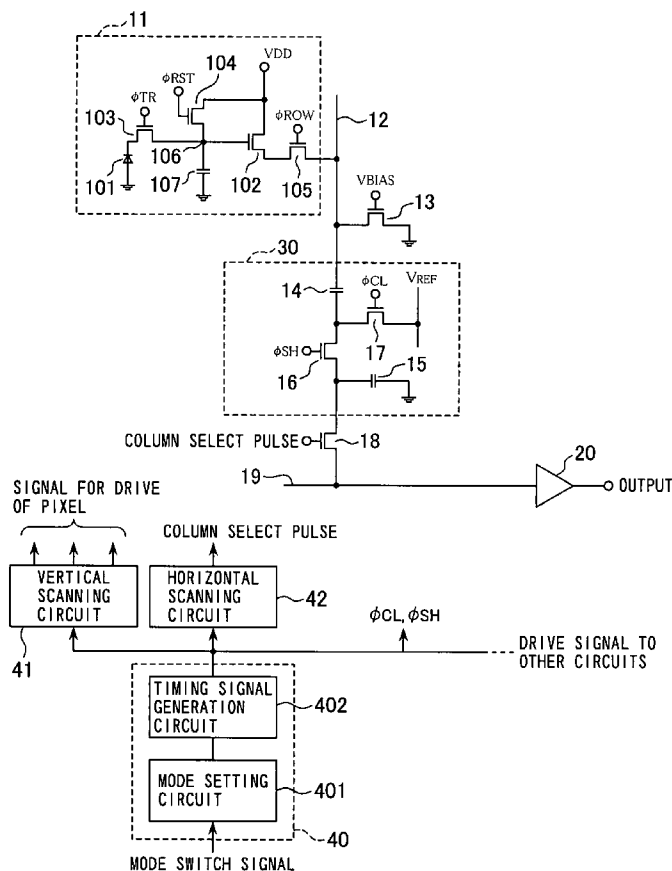 11
VDD
104
ϕRST
ϕTR
103
ϕROW
12
106
101
107
102
105
VBIAS
13
30
14
ϕCL
VREF
17
15
ϕSH
16
COLUMN SELECT PULSE
18
19
20
OUTPUT
SIGNAL FOR DRIVE
OF PIXEL
COLUMN SELECT PULSE
VERTICAL
SCANNING
CIRCUIT
HORIZONTAL
SCANNING
CIRCUIT
42
41
ϕCL, ϕSH
DRIVE SIGNAL TO
OTHER CIRCUITS
TIMING SIGNAL
GENERATION
CIRCUIT
402
MODE SETTING
CIRCUIT
401
40
MODE SWITCH SIGNAL